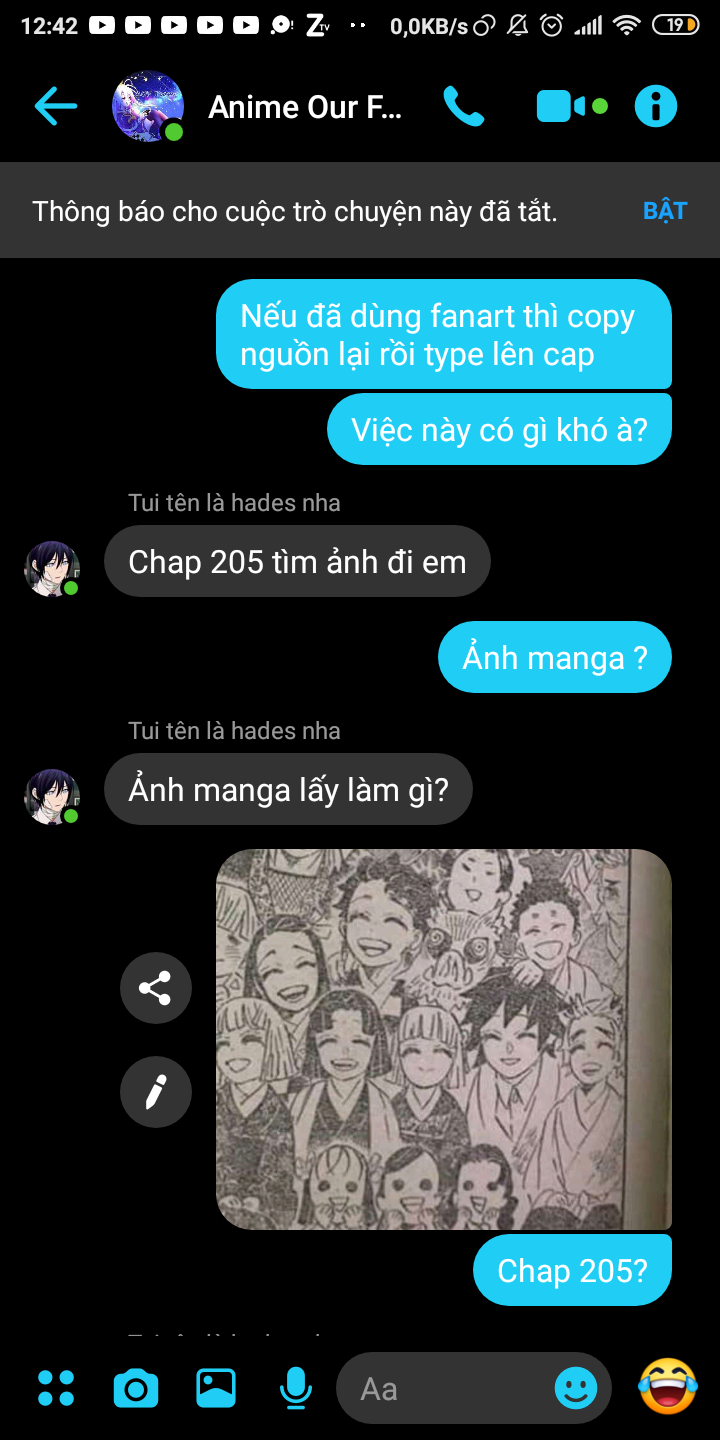 12:42
ZTV
0,0KB/s
19
Anime Our F...
Thông báo cho cuộc trò chuyện này đã tắt.
BẬT
Nếu đã dùng fanart thì copy
nguồn lại rồi type lên cap
Việc này có gì khó à?
Tui tên là hades nha
Chap 205 tìm ảnh đi em
Ảnh manga ?
Tui tên là hades nha
Ảnh manga lấy làm gì?
Chap 205?
Aa